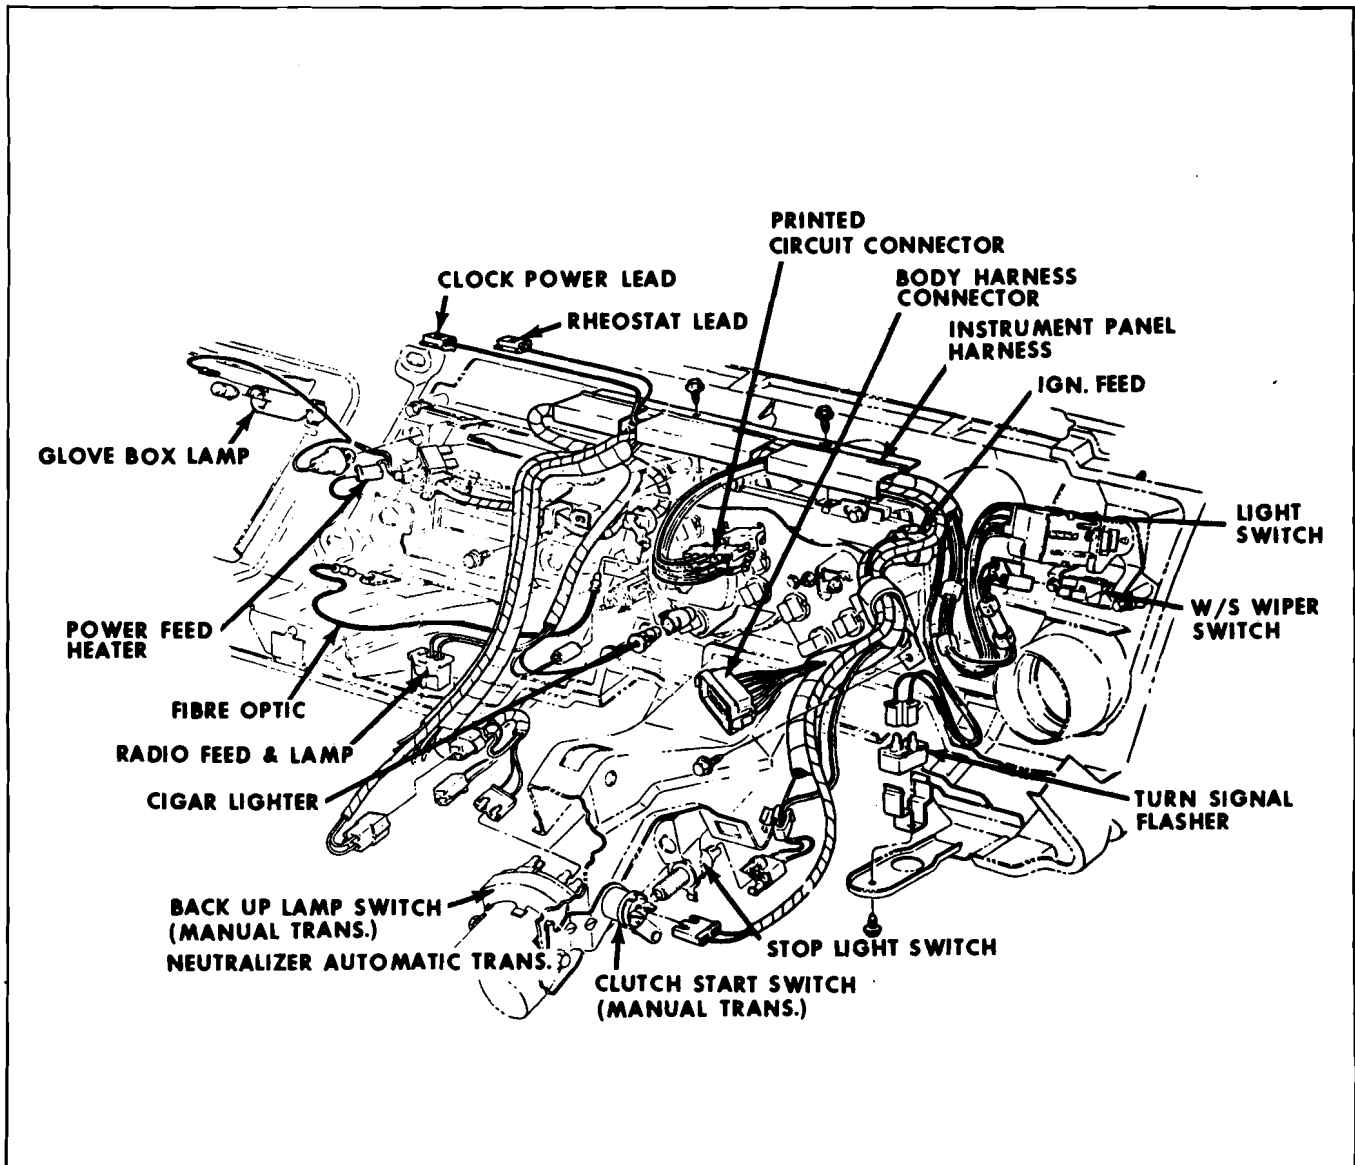 PRINTED
CIRCUIT CONNECTOR
CLOCK POWER LEAD
BODY HARNESS
CONNECTOR
RHEOSTAT LEAD
INSTRUMENT PANEL
HARNESS
IGN. FEED
GLOVE BOX LAMP
LIGHT
SWITCH
W/S WIPER
SWITCH
POWER FEED
HEATER
FIBRE OPTIC
RADIO FEED & LAMP
CIGAR LIGHTER
TURN SIGNAL
FLASHER
BACK UP LAMP SWITCH
(MANUAL TRANS.)
NEUTRALIZER AUTOMATIC TRANS.
STOP LIGHT SWITCH
CLUTCH START SWITCH
(MANUAL TRANS.)